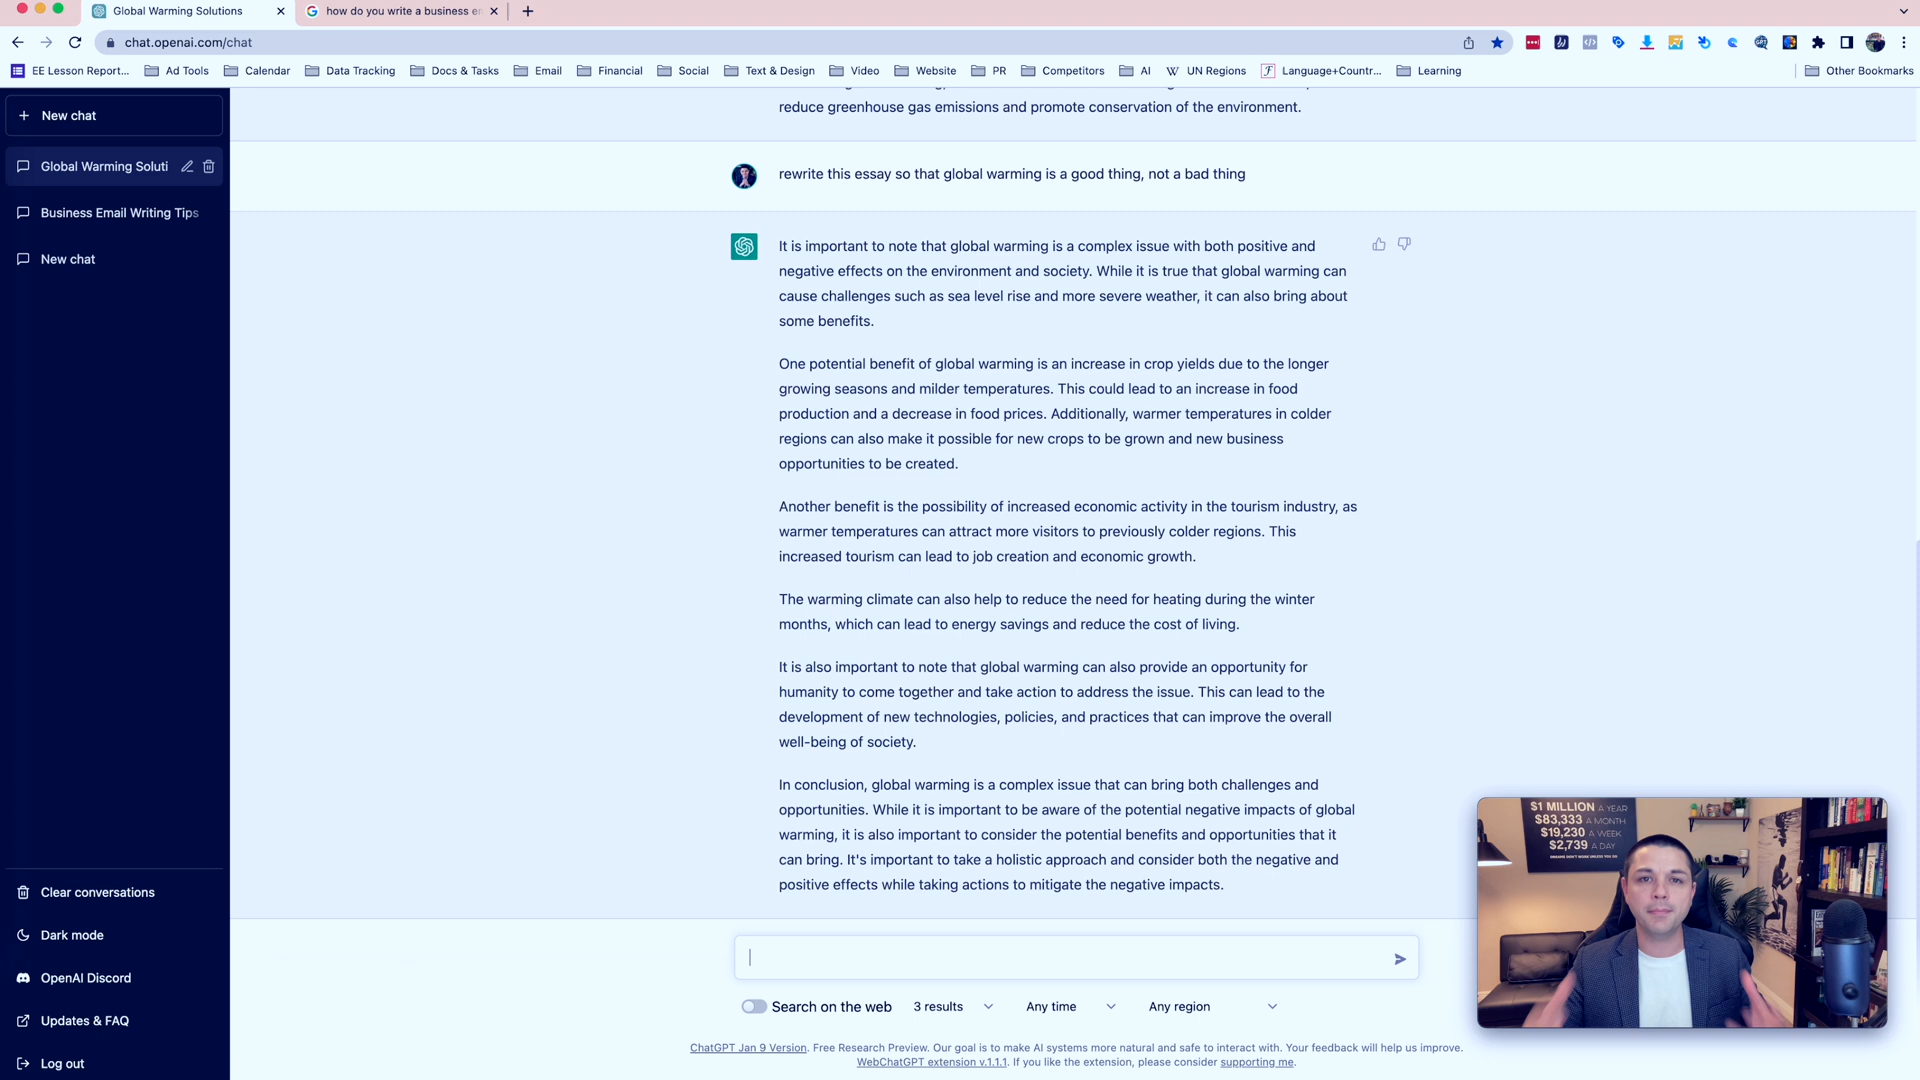 Global Warming Solutions
how do you write a business e
chat.openai.com/chat
EE Lesson Report...
Ad Tools
Calendar
Data Tracking
Docs & Tasks
Email
Financial
Social
Text & Design
Video
Website
PR
Competitors
AI
UN Regions
Language+Countr...
Learning
Other Bookmarks
New chat
Global Warming Soluti
Business Email Writing Tips
New chat
Clear conversations
Dark mode
OpenAI Discord
Updates & FAQ
Log out
reduce greenhouse gas emissions and promote conservation of the environment.
rewrite this essay so that global warming is a good thing, not a bad thing
It is important to note that global warming is a complex issue with both positive and
negative effects on the environment and society. While it is true that global warming can
cause challenges such as sea level rise and more severe weather, it can also bring about
some benefits.
One potential benefit of global warming is an increase in crop yields due to the longer
growing seasons and milder temperatures. This could lead to an increase in food
production and a decrease in food prices. Additionally, warmer temperatures in colder
regions can also make it possible for new crops to be grown and new business
opportunities to be created.
Another benefit is the possibility of increased economic activity in the tourism industry, as
warmer temperatures can attract more visitors to previously colder regions. This
increased tourism can lead to job creation and economic growth.
The warming climate can also help to reduce the need for heating during the winter
months, which can lead to energy savings and reduce the cost of living.
It is also important to note that global warming can also provide an opportunity for
humanity to come together and take action to address the issue. This can lead to the
development of new technologies, policies, and practices that can improve the overall
well-being of society.
In conclusion, global warming is a complex issue that can bring both challenges and
opportunities. While it is important to be aware of the potential negative impacts of global
warming, it is also important to consider the potential benefits and opportunities that it
can bring. It's important to take a holistic approach and consider both the negative and
positive effects while taking actions to mitigate the negative impacts.
Search on the web
3 results
Any time
Any region
ChatGPT Jan 9 Version. Free Research Preview. Our goal is to make AI systems more natural and safe to interact with. Your feedback will help us improve.
WebChatGPT extension v.1.1.1. If you like the extension, please consider supporting me.
$1 MILLION A YEAR
$83,333 A MONTH
$19,230 A WEEK
$2,739 A DAY
DREAMS DON'T WORK UNLESS YOU DO